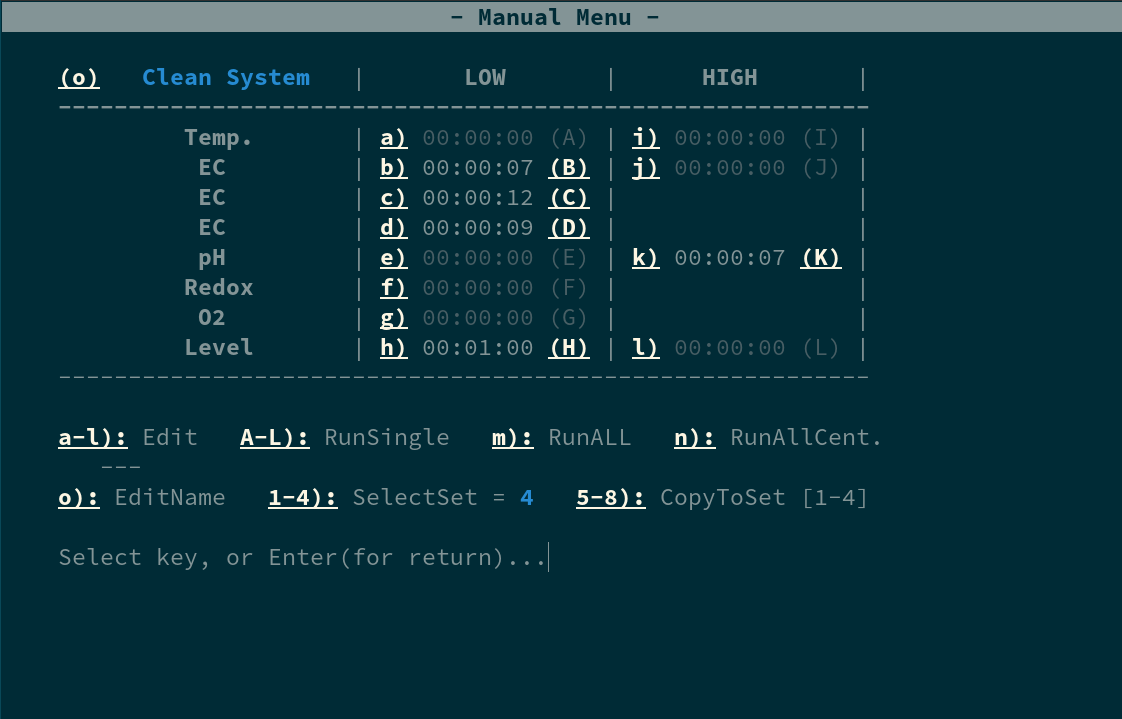 - Manual Menu -
(o)   Clean System   |       LOW       |      HIGH       |
----------------------------------------------------------
         Temp.       | a) 00:00:00 (A) | i) 00:00:00 (I) |
          EC         | b) 00:00:07 (B) | j) 00:00:00 (J) |
          EC         | c) 00:00:12 (C) |                 |
          EC         | d) 00:00:09 (D) |                 |
          pH         | e) 00:00:00 (E) | k) 00:00:07 (K) |
         Redox       | f) 00:00:00 (F) |                 |
          O2         | g) 00:00:00 (G) |                 |
         Level       | h) 00:01:00 (H) | l) 00:00:00 (L) |
----------------------------------------------------------
a-l): Edit   A-L): RunSingle   m): RunALL   n): RunAllCent.
   ---
o): EditName   1-4): SelectSet = 4   5-8): CopyToSet [1-4]
Select key, or Enter(for return)...